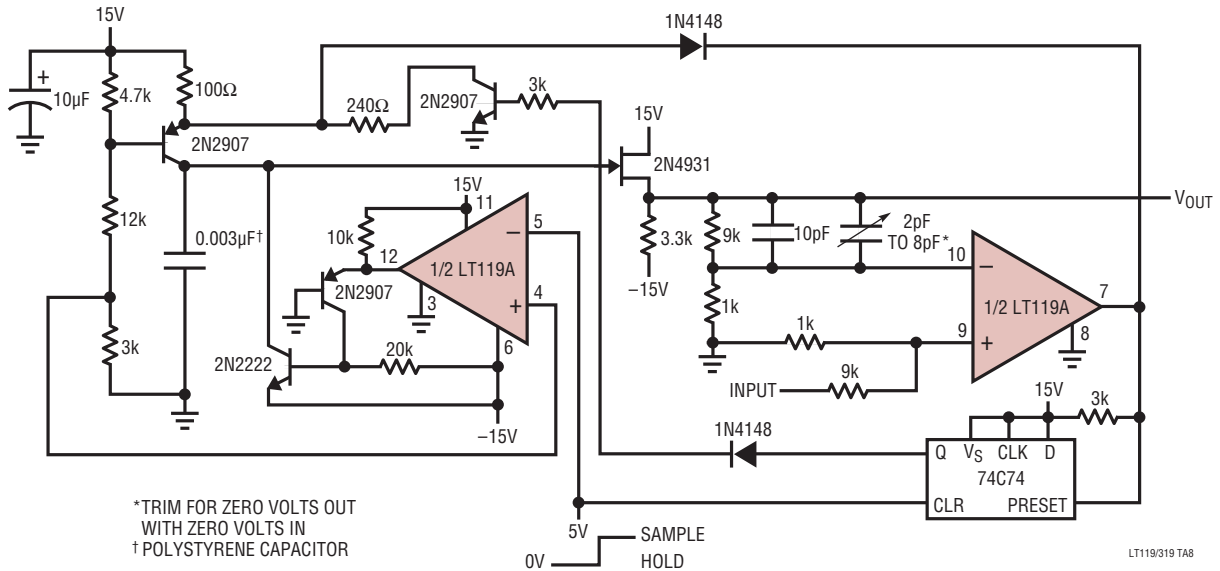 15V
1N4148
+
10µF
4.7k
100Ω
240Ω
2N2907
3k
15V
2N2907
2N4931
VOUT
15V
11
5
12k
0.003µF†
10k
12
1/2 LT119A
−
+
3.3k
9k
10pF
2pF
TO 8pF*
10
−
1/2 LT119A
7
2N2907
3
4
−15V
1k
8
3k
6
1k
9
+
2N2222
20k
INPUT
9k
15V
3k
−15V
1N4148
Q
VS
CLK
D
74C74
CLR
PRESET
*TRIM FOR ZERO VOLTS OUT
WITH ZERO VOLTS IN
† POLYSTYRENE CAPACITOR
5V
0V
SAMPLE
HOLD
LT119/319 TA8